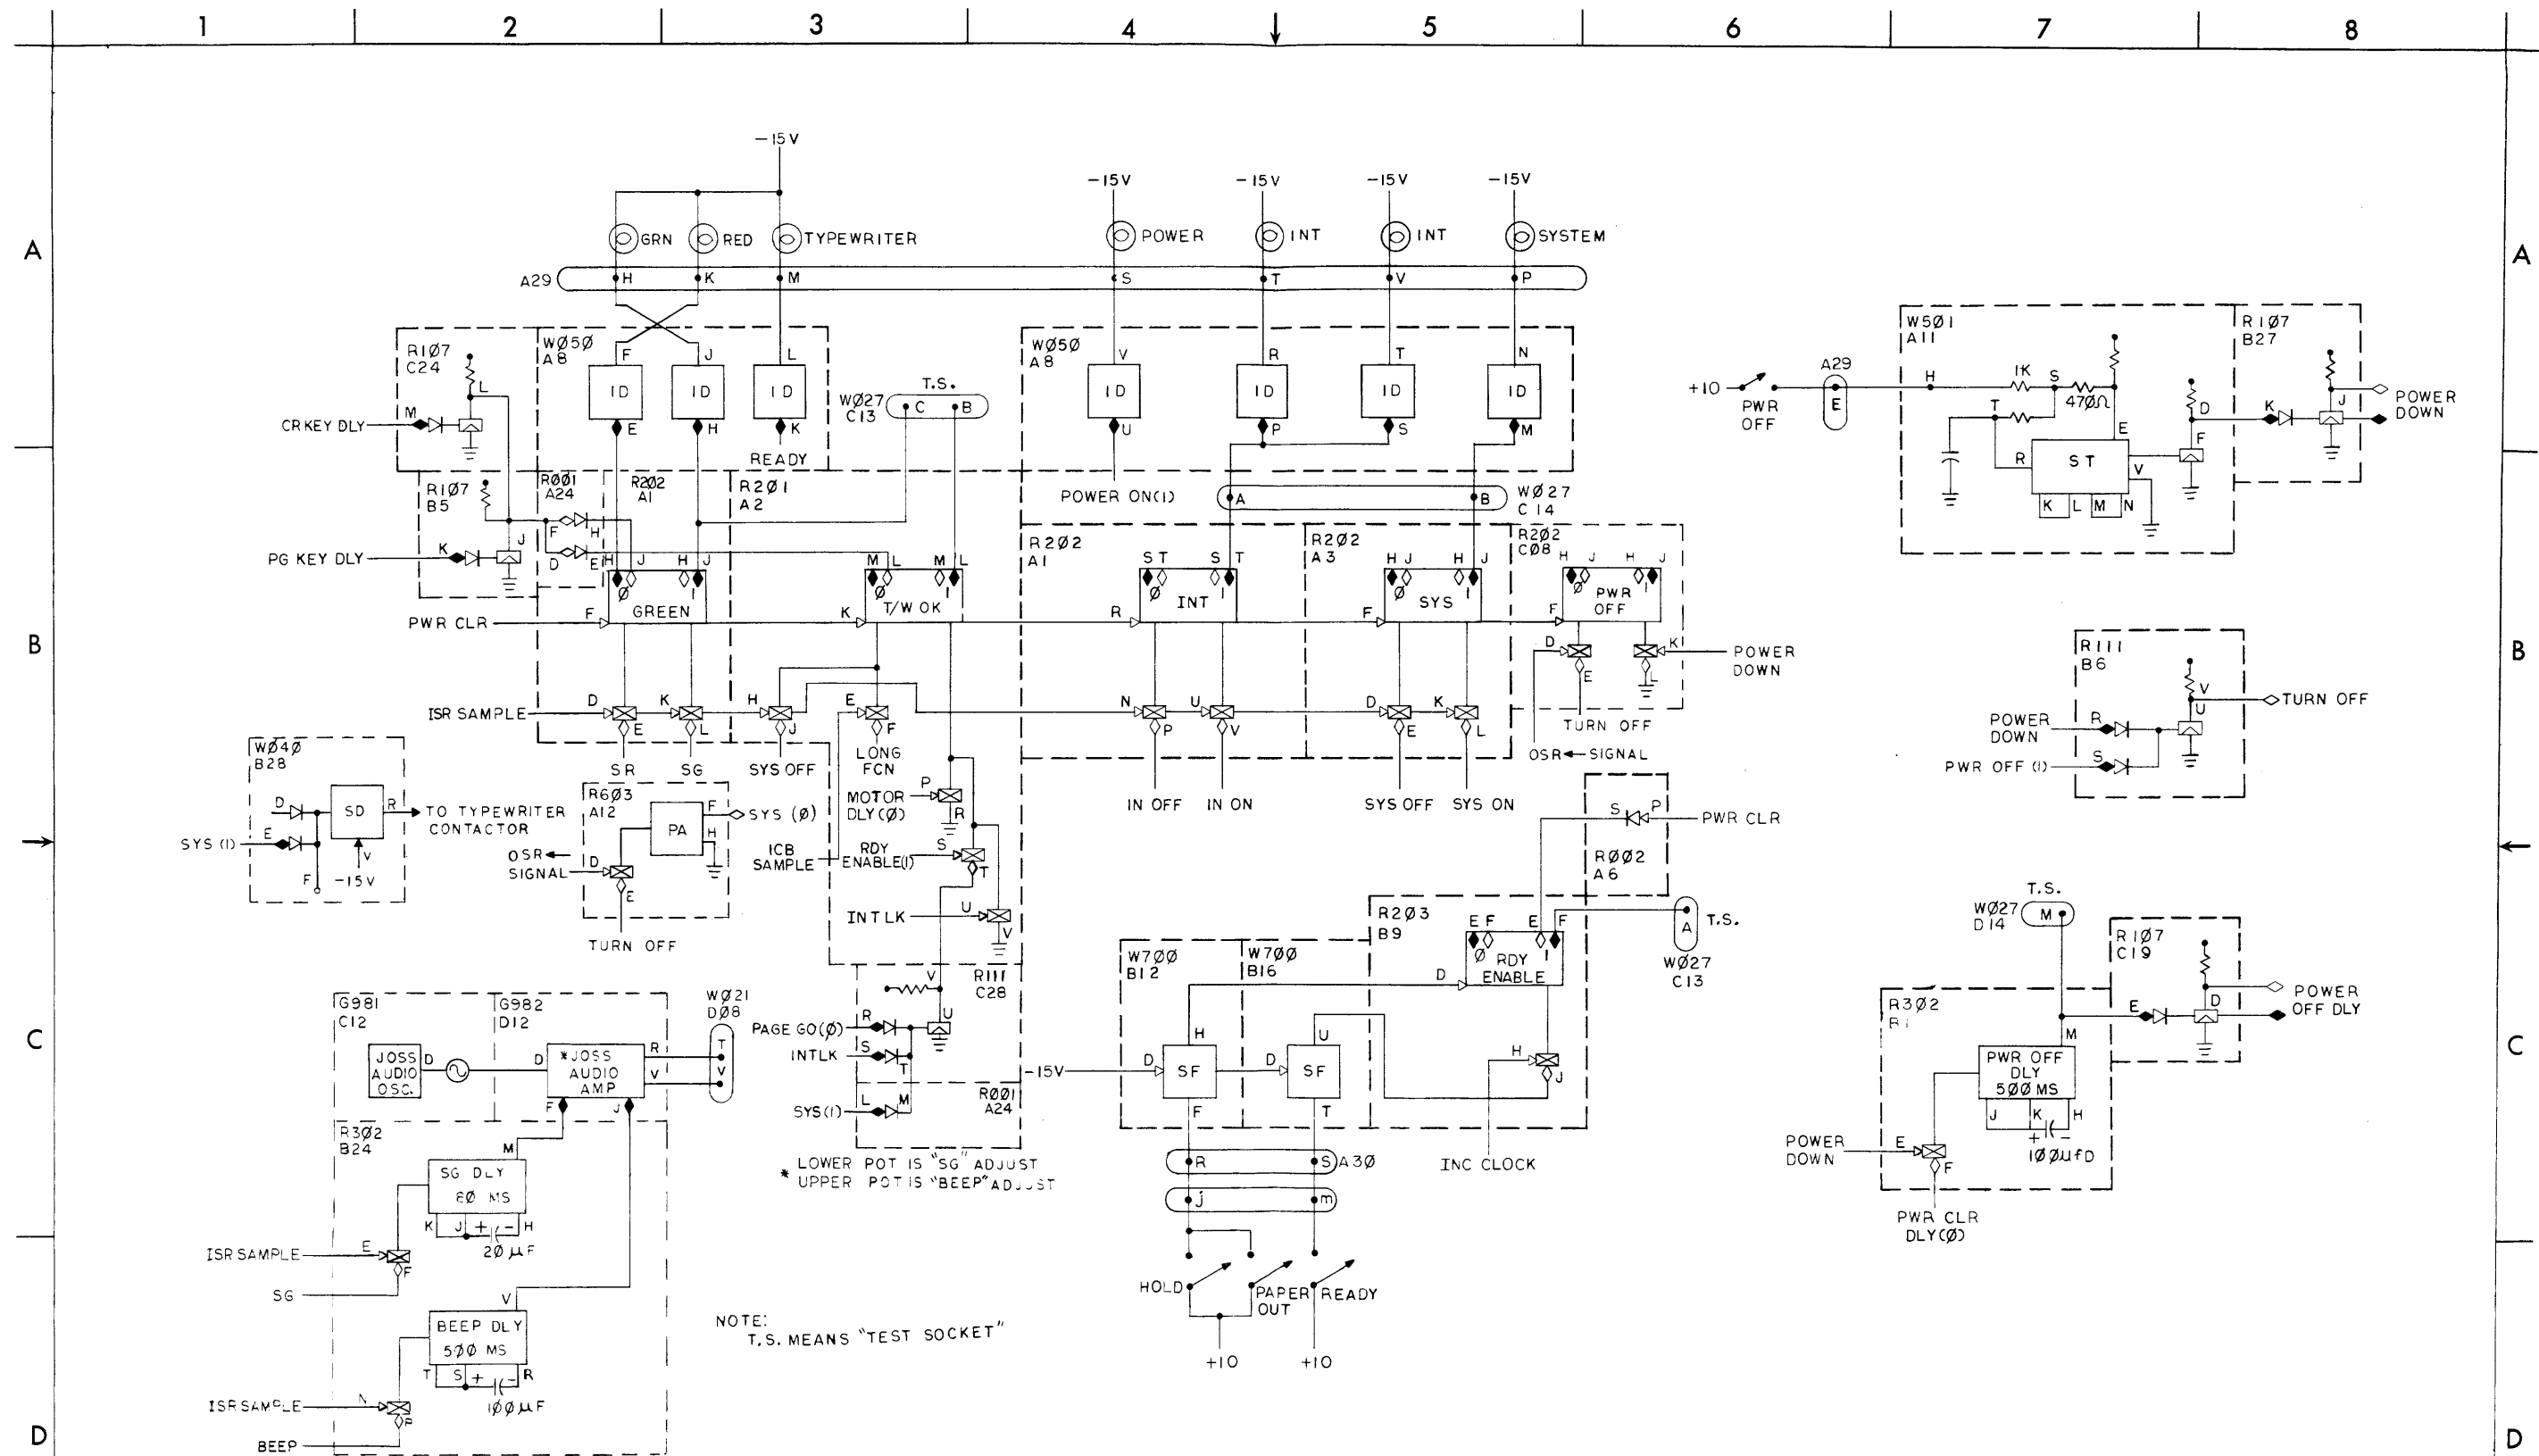 1 2 3 4 5 6 7 8
A A
B B
C C
D D
-15V
GRN RED TYPEWRITER
-15V -15V -15V -15V
POWER INT INT SYSTEM
A29 H K M S T V P
R1Ø7
C24
L
M
CR KEY DLY
WØ5Ø
A8
F J L
ID ID ID
E H K
READY
T.S.
WØ27
C13
C B
WØ5Ø
A8
V R T N
ID ID ID ID
U P S M
POWER ON(1)
A B
WØ27
C14
+10
PWR
OFF
A29
E
W5Ø1
A11
H 1K S
47ØΩ
T
E
R ST V
K L M N
D
F
R1Ø7
B27
K J
POWER
DOWN
R1Ø7
B5
K J
PG KEY DLY
RØØ1
A24
F H
D E
R2Ø2
A1
H J H J
Ø 1
GREEN
F
PWR CLR
R2Ø1
A2
M L M L
Ø 1
T/W OK
K
R2Ø2
A1
S T S T
Ø 1
INT
R
R2Ø2
A3
H J H J
Ø 1
SYS
F
R2Ø2
CØ8
H J H J
Ø 1
PWR
OFF
F
D K
E L
POWER
DOWN
TURN OFF
OSR←SIGNAL
ISR SAMPLE
D K H E N U D K
E L J F P V E L
SR SG SYS OFF
LONG
FCN
IN OFF IN ON SYS OFF SYS ON
R111
B6
V
U
TURN OFF
POWER
DOWN
R
PWR OFF (1)
S
WØ4Ø
B28
D
SD
R
TO TYPEWRITER
CONTACTOR
E
SYS (1)
V
F
-15V
R6Ø3
A12
PA
F
H
SYS (Ø)
OSR←
SIGNAL
D
E
TURN OFF
MOTOR
DLY(Ø)
P
R
ICB
SAMPLE
RDY
ENABLE(1)
S
T
INTLK
U
V
S P
PWR CLR
RØØ2
A6
R2Ø3
B9
E F E F
Ø 1
RDY
ENABLE
D
H
J
INC CLOCK
A
T.S.
WØ27
C13
R111
C28
V
U
PAGE GO(Ø)
R
INTLK
S
T
SYS(1)
L M
RØØ1
A24
* LOWER POT IS "SG" ADJUST
* UPPER POT IS "BEEP" ADJUST
W7ØØ
B12
W7ØØ
B16
H U
-15V
D SF D SF
F T
R S A3Ø
j m
HOLD
PAPER
OUT
READY
+10 +10
G981
C12
G982
D12
JOSS
AUDIO
OSC.
D D
*JOSS
AUDIO
AMP
R
V
F J
WØ21
DØ8
T
V
R3Ø2
B24
M
SG DLY
K J + - H
2Ø µF
ISR SAMPLE
E
F
SG
V
BEEP DLY
5ØØ MS
T S + - R
1ØØ µF
ISR SAMPLE
N
P
BEEP
NOTE:
T.S. MEANS "TEST SOCKET"
T.S.
WØ27
D14
M
R3Ø2
M
PWR OFF
DLY
5ØØ MS
J K H
+ -
1ØØµfD
POWER
DOWN
E
F
PWR CLR
DLY(Ø)
R1Ø7
C19
E D
POWER
OFF DLY